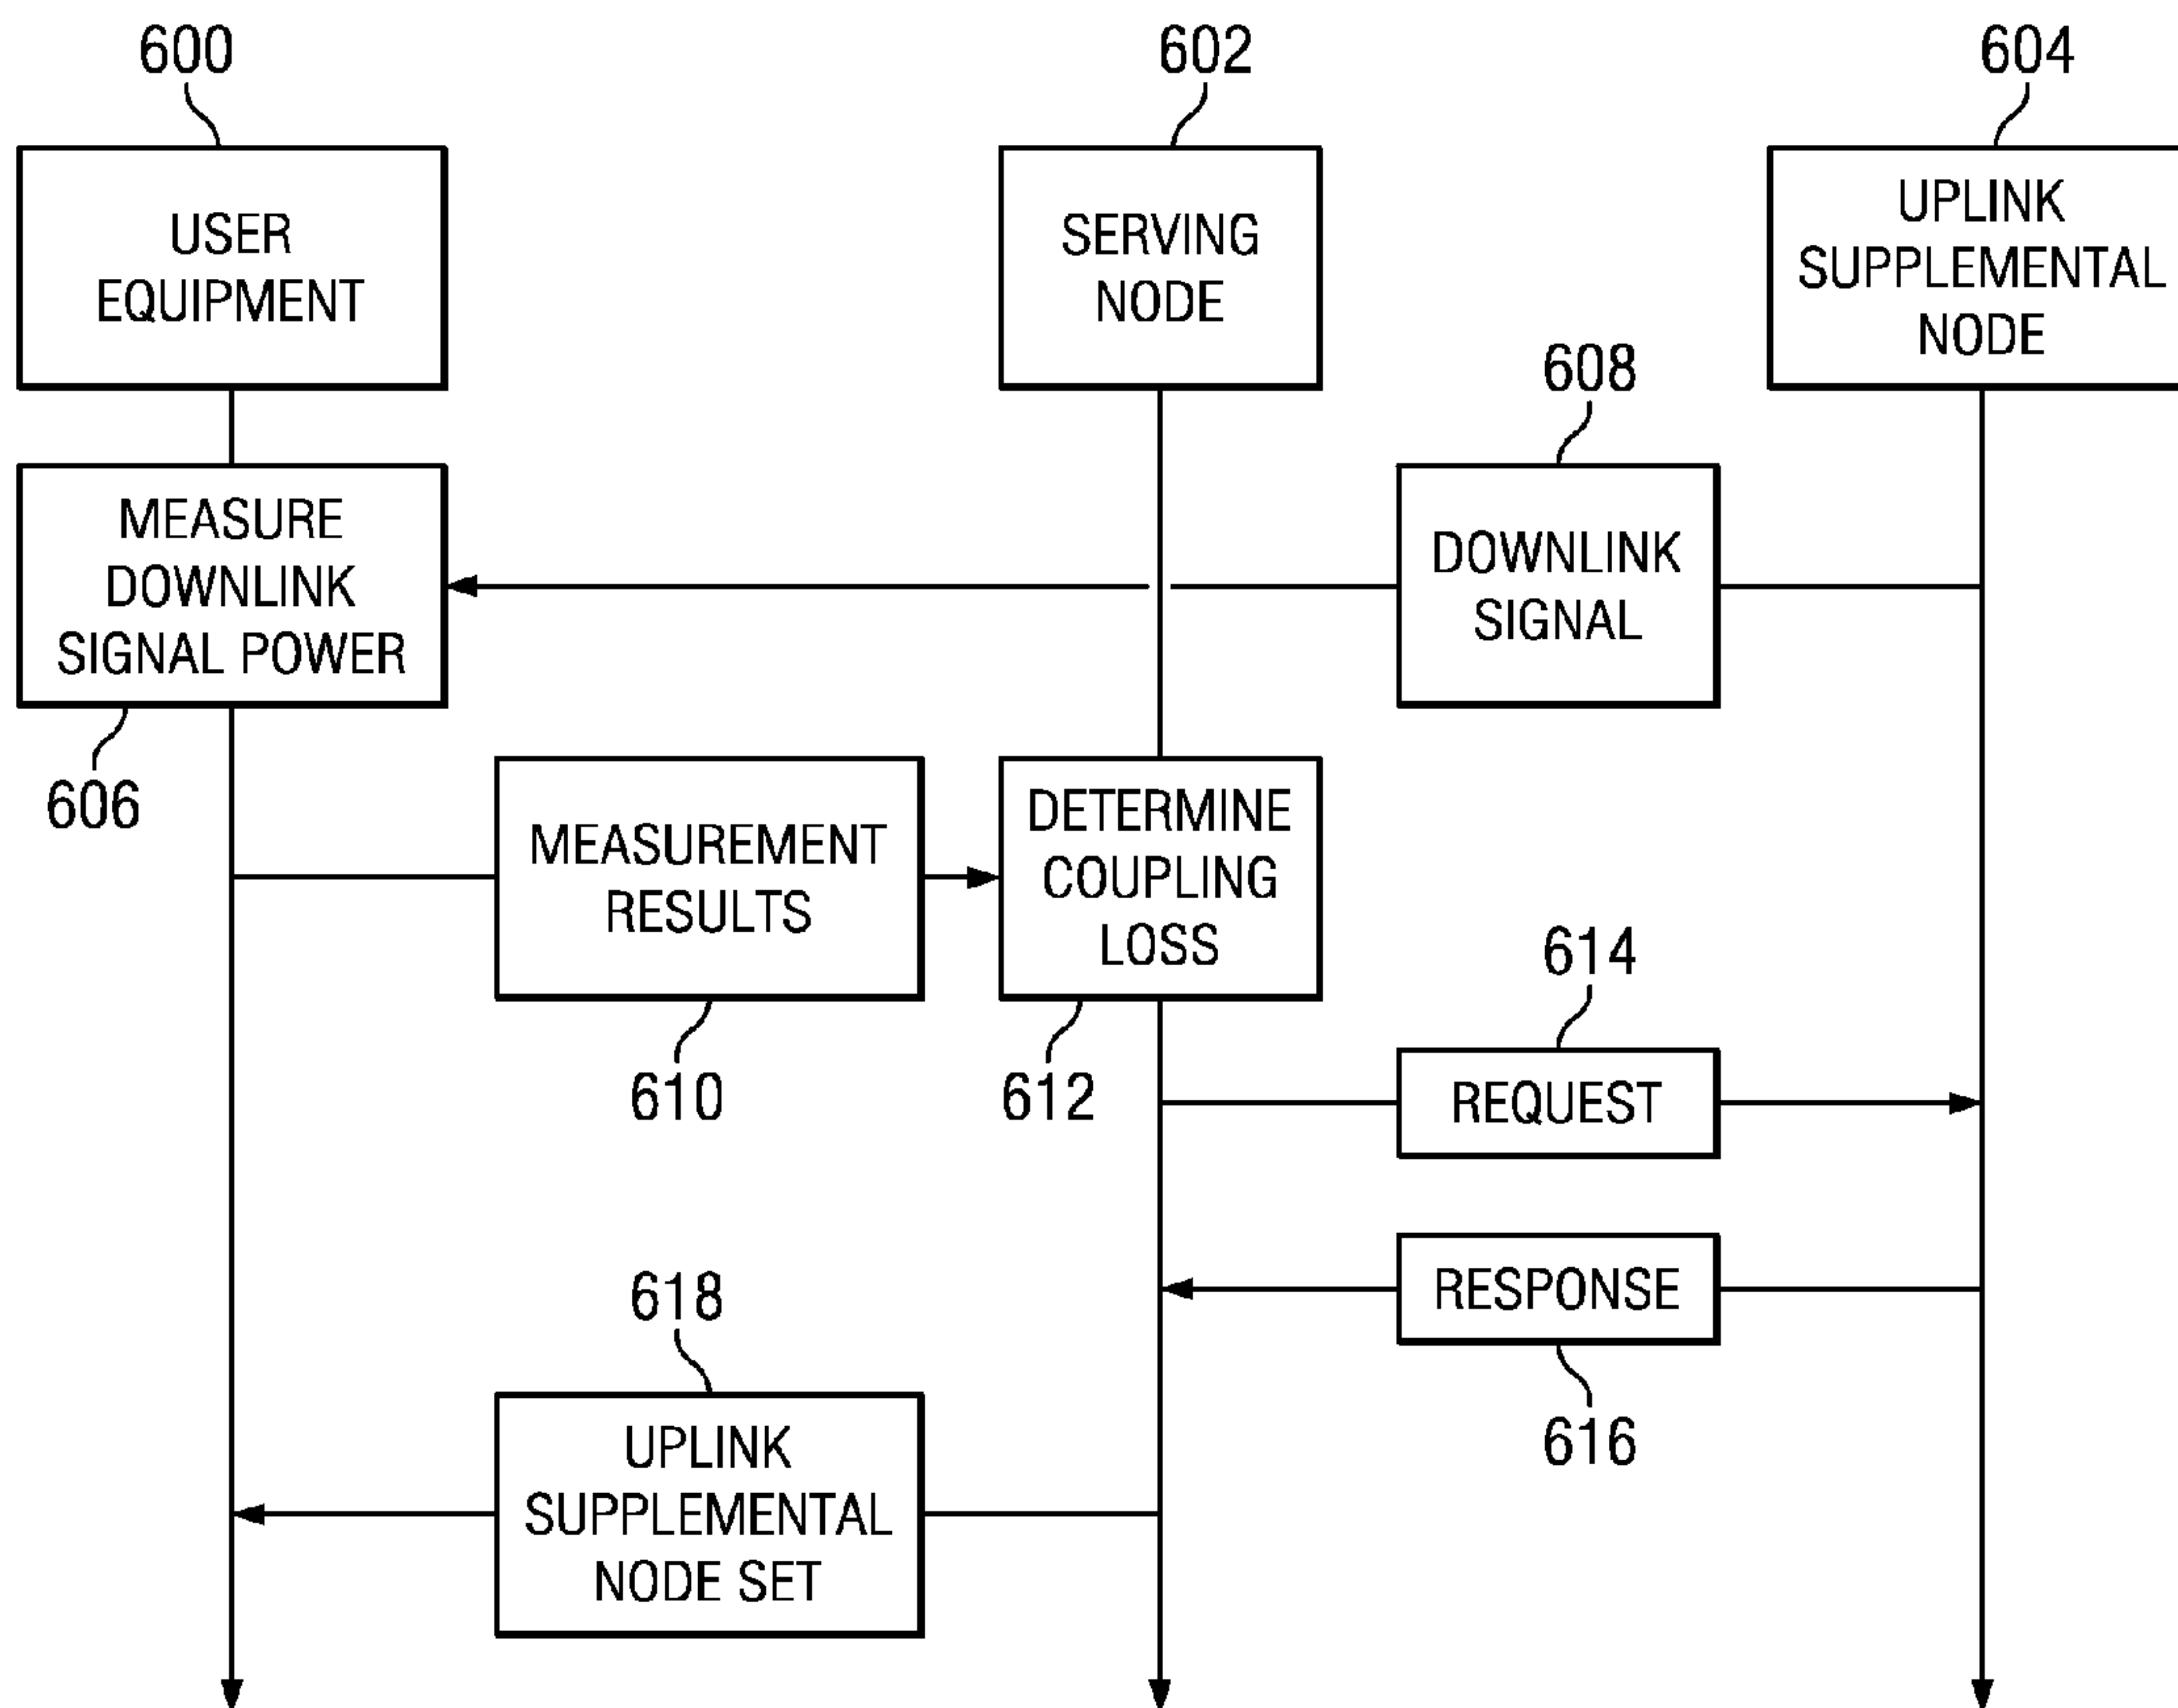 600
602
604
USER
EQUIPMENT
SERVING
NODE
UPLINK
SUPPLEMENTAL
NODE
608
MEASURE
DOWNLINK
SIGNAL POWER
DOWNLINK
SIGNAL
606
MEASUREMENT
RESULTS
DETERMINE
COUPLING
LOSS
610
612
614
REQUEST
RESPONSE
616
618
UPLINK
SUPPLEMENTAL
NODE SET